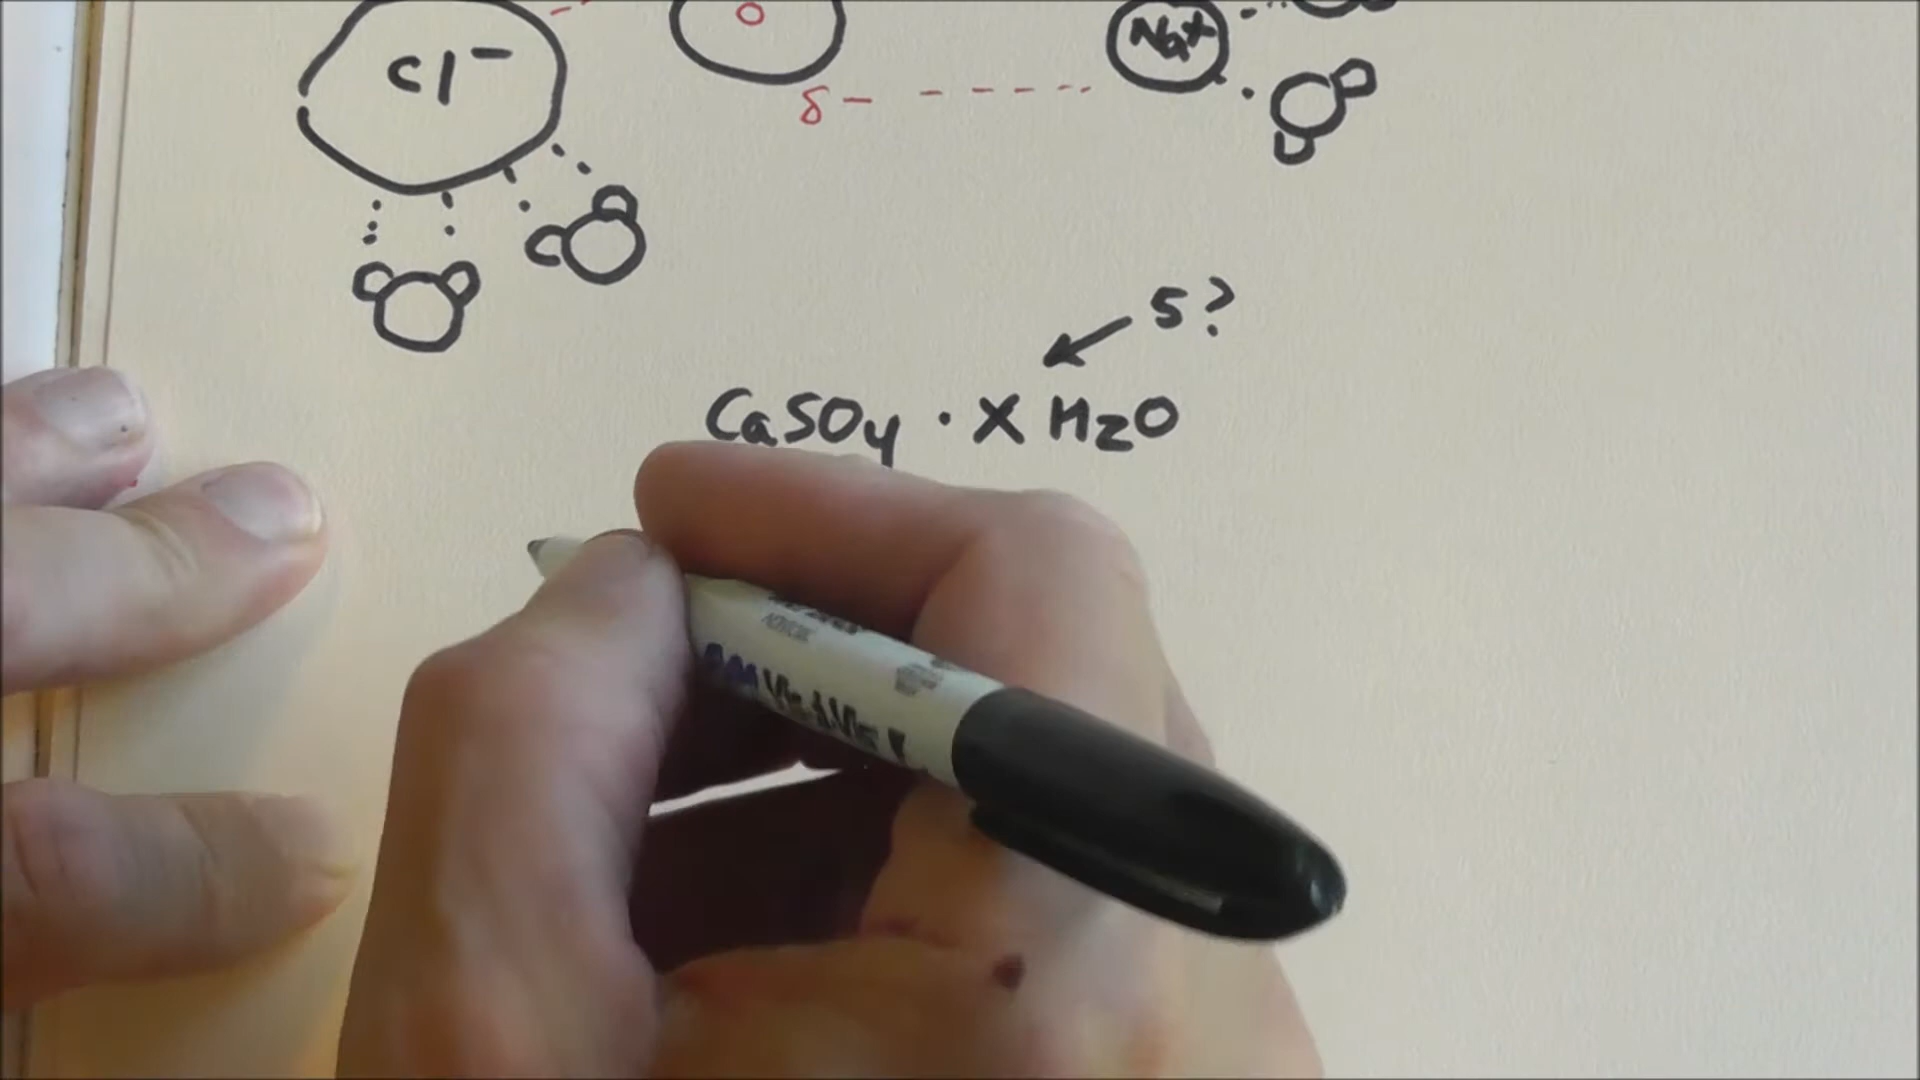 Cl⁻
O
Na⁺
δ-
5?
CaSO₄ · X H₂O